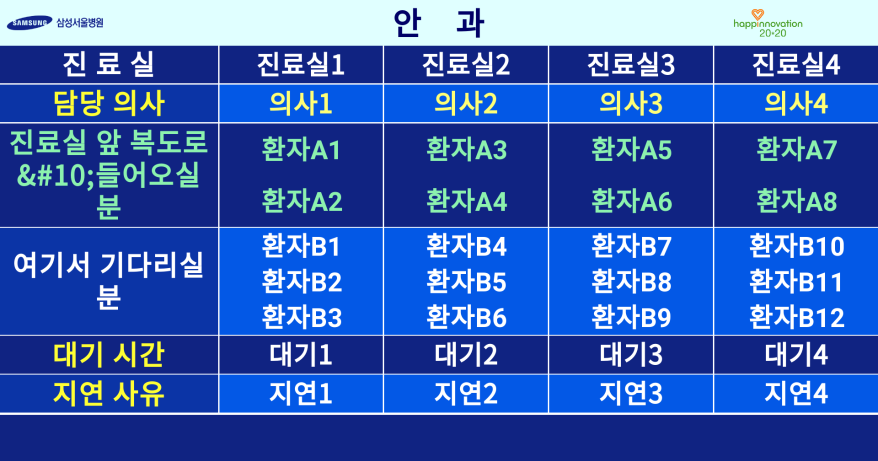 SAMSUNG 삼성서울병원
안 과
happinnovation
20×20
진 료 실 진료실1 진료실2 진료실3 진료실4
담당 의사 의사1 의사2 의사3 의사4
진료실 앞 복도로
&#10;들어오실
분
환자A1 환자A3 환자A5 환자A7
환자A2 환자A4 환자A6 환자A8
여기서 기다리실
분
환자B1 환자B4 환자B7 환자B10
환자B2 환자B5 환자B8 환자B11
환자B3 환자B6 환자B9 환자B12
대기 시간 대기1 대기2 대기3 대기4
지연 사유 지연1 지연2 지연3 지연4